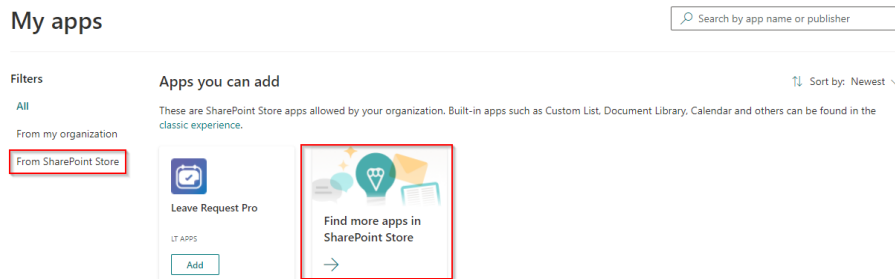 My apps
Search by app name or publisher
Filters
All
From my organization
From SharePoint Store
Apps you can add
Sort by: Newest
These are SharePoint Store apps allowed by your organization. Built-in apps such as Custom List, Document Library, Calendar and others can be found in the
classic experience.
Leave Request Pro
LT APPS
Add
Find more apps in
SharePoint Store